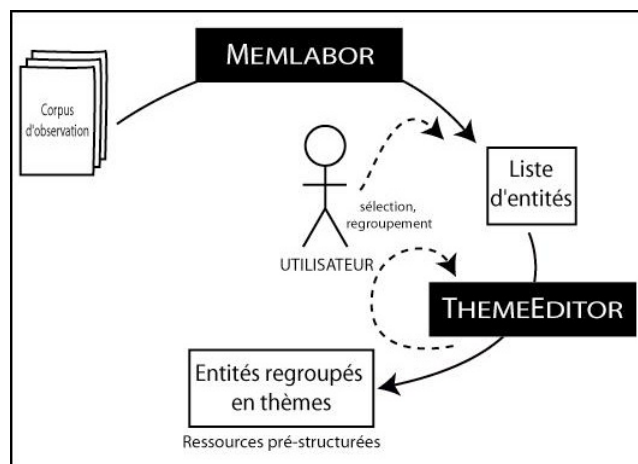 MEMLABOR
Corpus
d'observation
Liste
d'entités
sélection,
regroupement
UTILISATEUR
THEMEEDITOR
Entités regroupés
en thèmes
Ressources pré-structurées